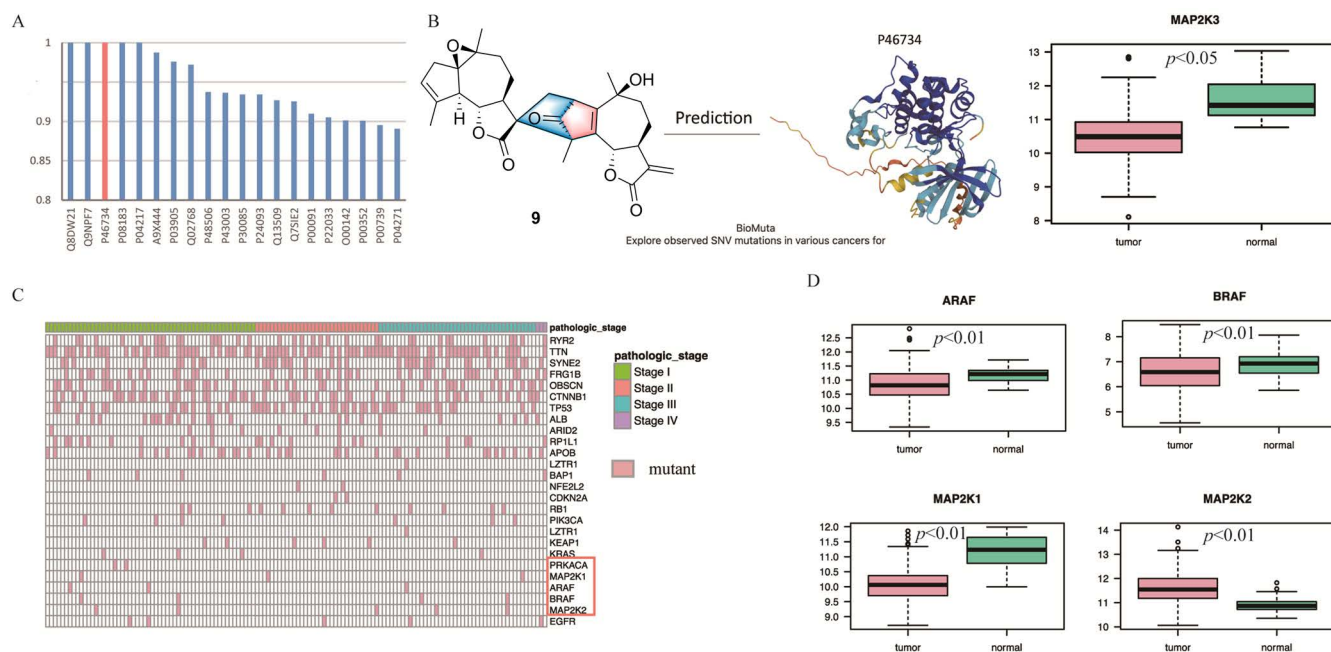 A
1
0.95
0.9
0.85
0.8
Q8DW21
Q9NPF7
P46734
P08183
P04217
A9X444
P03905
Q02768
P48506
P43003
P30085
P24093
Q13509
Q7SIE2
P00091
P22033
O00142
P00352
P00739
P04271
B
O
H
O
O
O
OH
O
O
9
Prediction
P46734
BioMuta
Explore observed SNV mutations in various cancers for
MAP2K3
p<0.05
13
12
11
10
9
8
tumor
normal
C
pathologic_stage
RYR2
TTN
SYNE2
FRG1B
OBSCN
CTNNB1
TP53
ALB
ARID2
RP1L1
APOB
LZTR1
BAP1
NFE2L2
CDKN2A
RB1
PIK3CA
LZTR1
KEAP1
KRAS
PRKACA
MAP2K1
ARAF
BRAF
MAP2K2
EGFR
pathologic_stage
Stage I
Stage II
Stage III
Stage IV
mutant
D
ARAF
p<0.01
12.5
12.0
11.5
11.0
10.5
10.0
9.5
tumor
normal
BRAF
p<0.01
8
7
6
5
tumor
normal
MAP2K1
p<0.01
12.0
11.5
11.0
10.5
10.0
9.5
9.0
tumor
normal
MAP2K2
p<0.01
14
13
12
11
10
tumor
normal